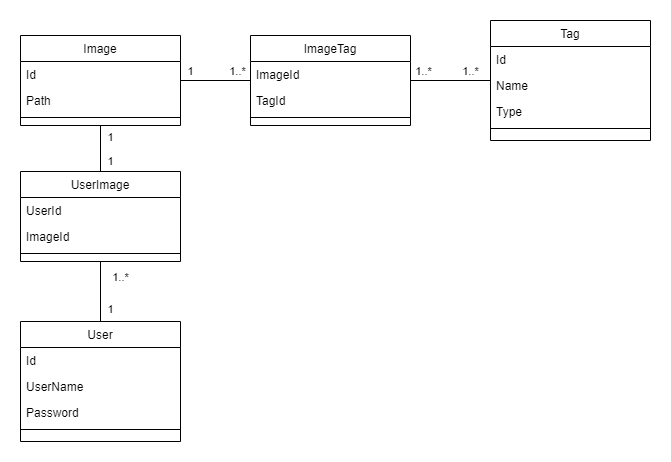 Image
Id
Path
1
1..*
ImageTag
ImageId
TagId
1..*
1..*
Tag
Id
Name
Type
1
1
UserImage
UserId
ImageId
1..*
1
User
Id
UserName
Password